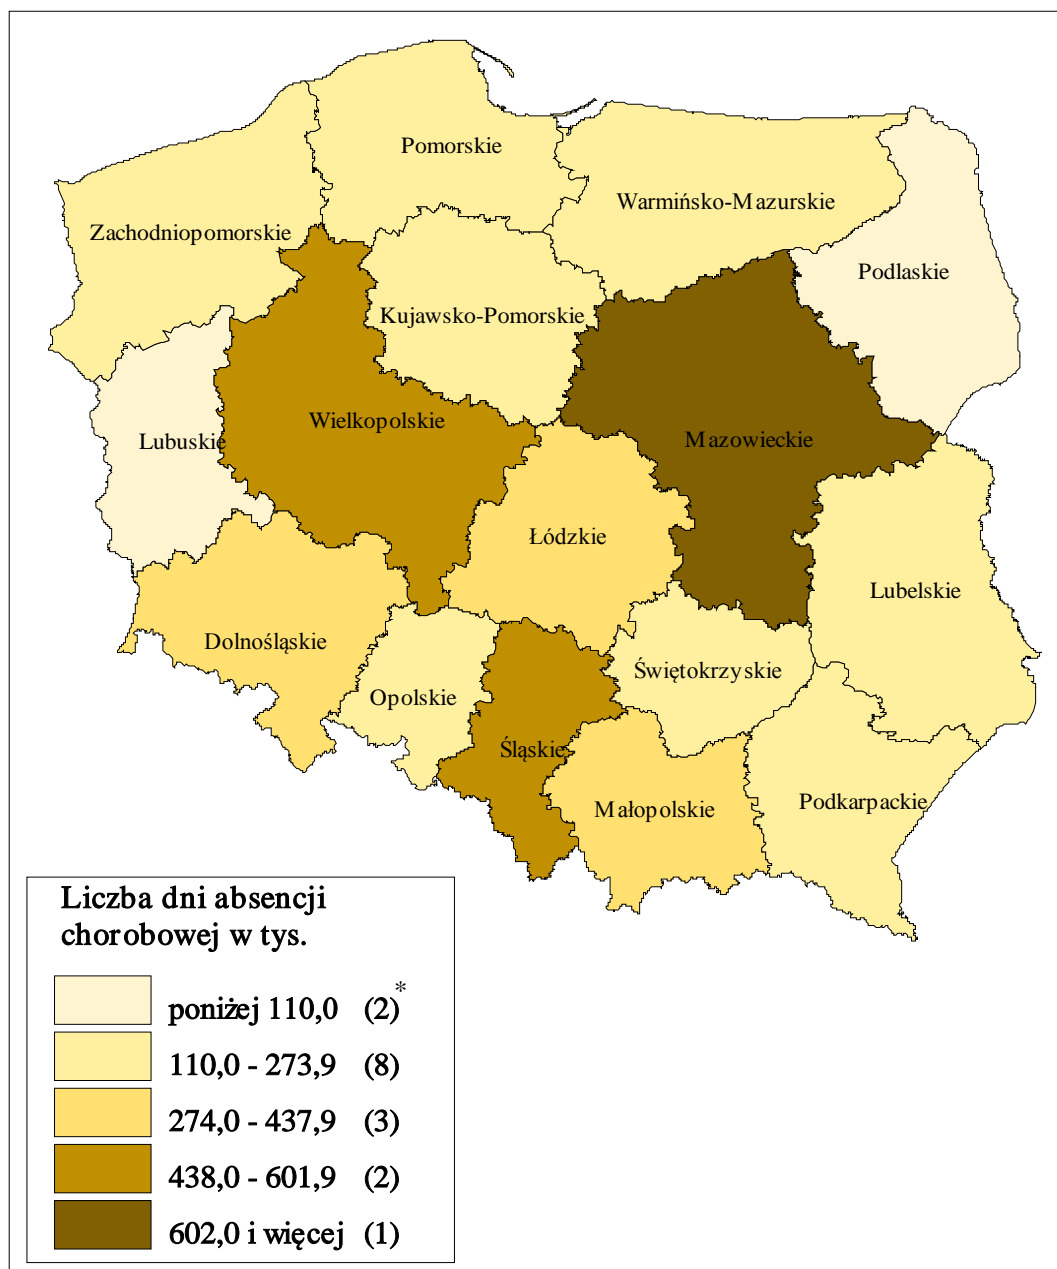 Pomorskie
Warmińsko-Mazurskie
Zachodniopomorskie
Podlaskie
Kujawsko-Pomorskie
Wielkopolskie
Mazowieckie
Lubuskie
Łódzkie
Lubelskie
Dolnośląskie
Świętokrzyskie
Opolskie
Śląskie
Małopolskie
Podkarpackie
Liczba dni absencji
chorobowej w tys.
poniżej 110,0 (2)*
110,0 - 273,9 (8)
274,0 - 437,9 (3)
438,0 - 601,9 (2)
602,0 i więcej (1)